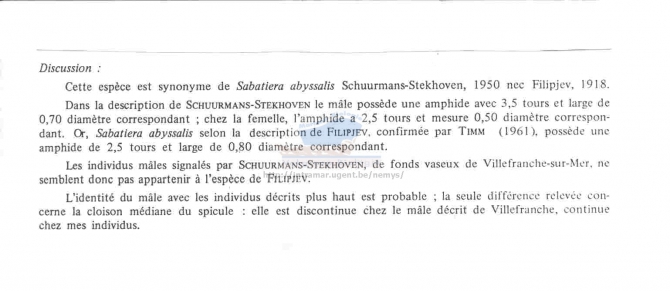 Discussion :
Cette espèce est synonyme de Sabatiera abyssalis Schuurmans-Stekhoven, 1950 nec Filipjev, 1918.
Dans la description de SCHUURMANS-STEKHOVEN le mâle possède une amphide avec 3,5 tours et large de
0,70 diamètre correspondant ; chez la femelle, l'amphide a 2,5 tours et mesure 0,50 diamètre correspon-
dant. Or, Sabatiera abyssalis selon la description de FILIPJEV, confirmée par TIMM (1961), possède une
amphide de 2,5 tours et large de 0,80 diamètre correspondant.
Les individus mâles signalés par SCHUURMANS-STEKHOVEN, de fonds vaseux de Villefranche-sur-Mer, ne
semblent donc pas appartenir à l'espèce de FILIPJEV.
http://intramar.ugent.be/nemys/
L'identité du mâle avec les individus décrits plus haut est probable ; la seule différence relevée con-
cerne la cloison médiane du spicule : elle est discontinue chez le mâle décrit de Villefranche, continue
chez mes individus.